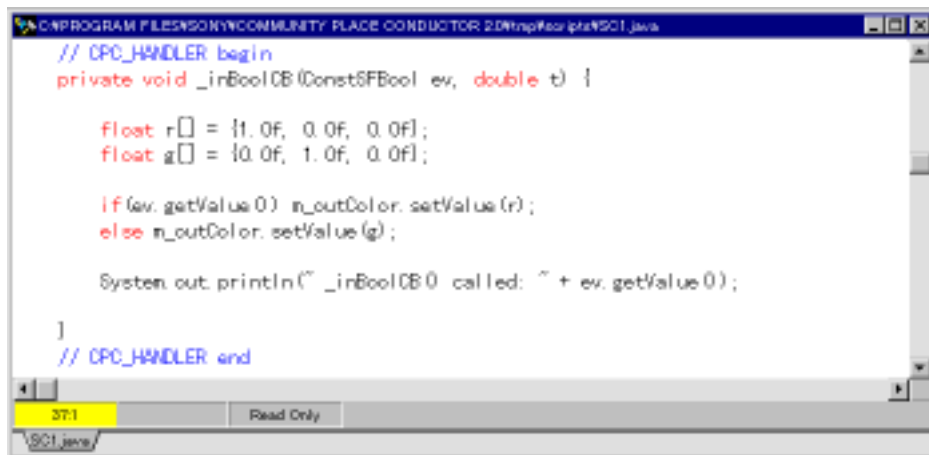 C:¥PROGRAM FILES¥SONY¥COMMUNITY PLACE CONDUCTOR 2.0¥tmp¥scripts¥SC1.java
// CPC_HANDLER begin
private void _inBoolCB(ConstSFBool ev, double t) {
float r[] = {1.0f, 0.0f, 0.0f};
float g[] = {0.0f, 1.0f, 0.0f};
if(ev.getValue()) m_outColor.setValue(r);
else m_outColor.setValue(g);
System.out.println(" _inBoolCB() called: " + ev.getValue());
}
// CPC_HANDLER end
37:1 Read Only
SC1.java